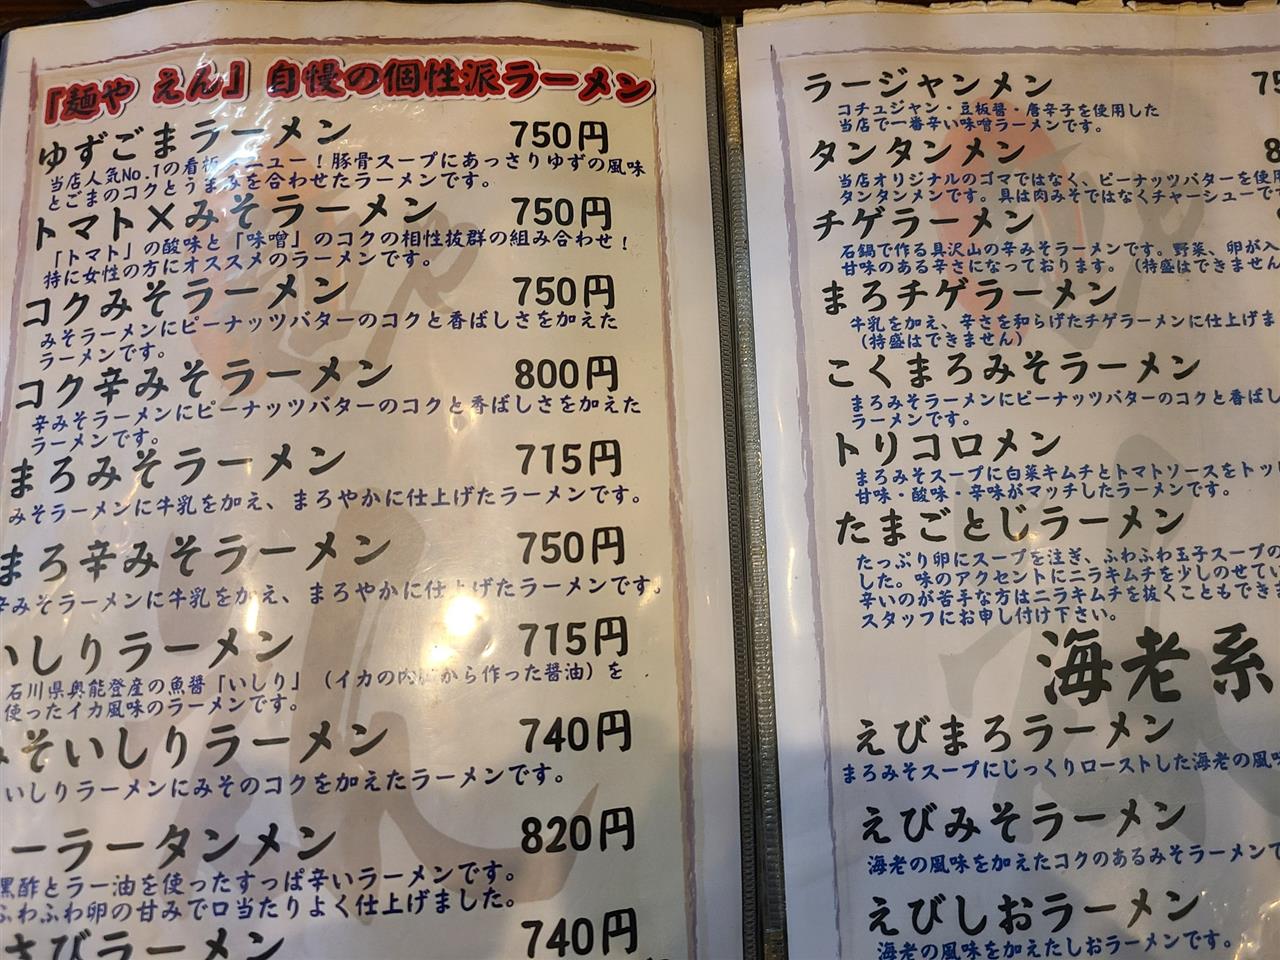 「麺や えん」自慢の個性派ラーメン
ゆずごまラーメン 750円
当店人気No.1の看板メニュー！豚骨スープにあっさりゆずの風味
とごまのコクとうまみを合わせたラーメンです。
トマト×みそラーメン 750円
「トマト」の酸味と「味噌」のコクの相性抜群の組み合わせ！
特に女性の方にオススメのラーメンです。
コクみそラーメン 750円
みそラーメンにピーナッツバターのコクと香ばしさを加えた
ラーメンです。
コク辛みそラーメン 800円
辛みそラーメンにピーナッツバターのコクと香ばしさを加えた
ラーメンです。
まろみそラーメン 715円
みそラーメンに牛乳を加え、まろやかに仕上げたラーメンです。
まろ辛みそラーメン 750円
辛みそラーメンに牛乳を加え、まろやかに仕上げたラーメンです。
いしりラーメン 715円
石川県奥能登産の魚醤「いしり」（イカの内 から作った醤油）を
使ったイカ風味のラーメンです。
みそいしりラーメン 740円
いしりラーメンにみそのコクを加えたラーメンです。
ーラータンメン 820円
黒酢とラー油を使ったすっぱ辛いラーメンです。
ふわふわ卵の甘みで口当たりよく仕上げました。
さびラーメン 740円
ラージャンメン 75
コチュジャン・豆板醤・唐辛子を使用した
当店で一番辛い味噌ラーメンです。
タンタンメン 8
当店オリジナルのゴマではなく、ピーナッツバターを使用
タンタンメンです。具は肉みそではなくチャーシューで
チゲラーメン
石鍋で作る具沢山の辛みそラーメンです。野菜、卵が入
甘味のある辛さになっております。（特盛はできません
まろチゲラーメン
牛乳を加え、辛さを和らげたチゲラーメンに仕上げま
（特盛はできません）
こくまろみそラーメン
まろみそラーメンにピーナッツバターのコクと香ばし
ラーメンです。
トリコロメン
まろみそスープに白菜キムチとトマトソースをトッ
甘味・酸味・辛味がマッチしたラーメンです。
たまごとじラーメン
たっぷり卵にスープを注ぎ、ふわふわ玉子スープの
した。味のアクセントにニラキムチを少しのせてい
辛いのが苦手な方はニラキムチを抜くこともできま
スタッフにお申し付け下さい。
海老系
えびまろラーメン
まろみそスープにじっくりローストした海老の風味
えびみそラーメン
海老の風味を加えたコクのあるみそラーメンで
えびしおラーメン
海老の風味を加えたしおラーメンです。